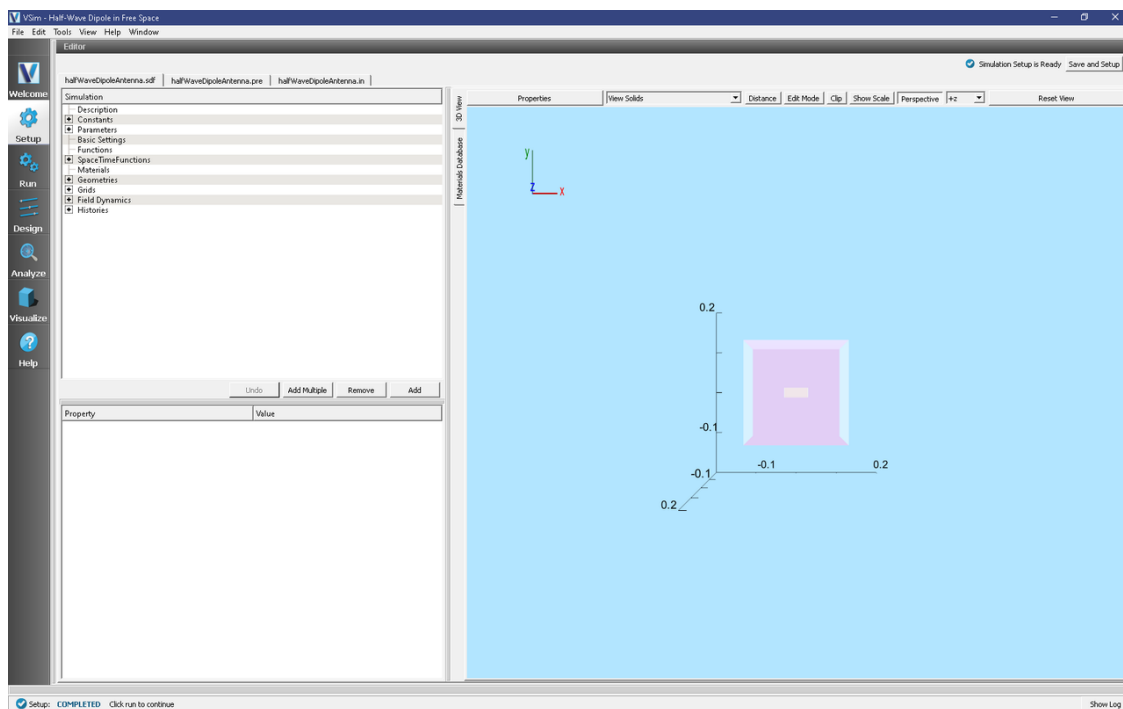 VSim - Half-Wave Dipole in Free Space
File Edit Tools View Help Window
Editor
Simulation Setup is Ready Save and Setup
halfWaveDipoleAntenna.sdf halfWaveDipoleAntenna.pre halfWaveDipoleAntenna.in
Welcome
Setup
Run
Design
Analyze
Visualize
Help
Simulation
Description
Constants
Parameters
Basic Settings
Functions
SpaceTimeFunctions
Materials
Geometries
Grids
Field Dynamics
Histories
Undo Add Multiple Remove Add
Property Value
3D View
Materials Database
Properties View Solids Distance Edit Mode Clip Show Scale Perspective +z Reset View
y
z x
0.2
-0.1
-0.1 0.2
-0.1
0.2
Setup: COMPLETED Click run to continue Show Log